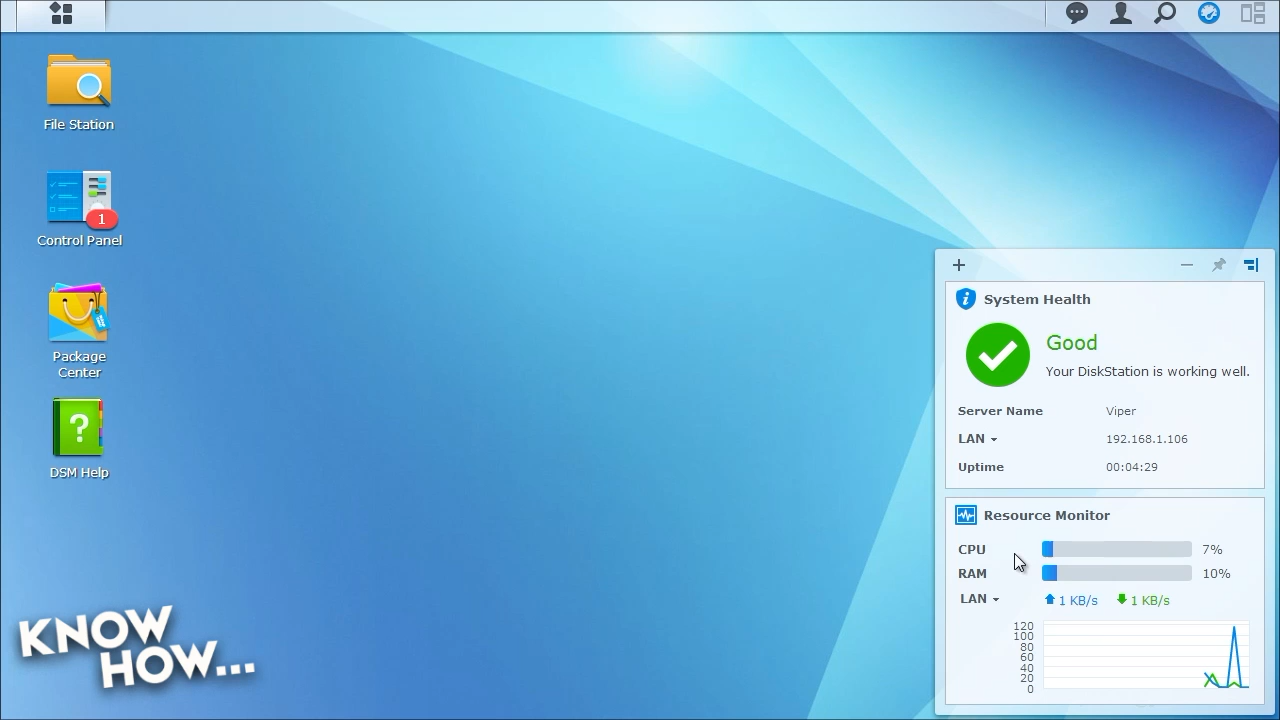 File Station
1
Control Panel
Package
Center
?
DSM Help
KNOW
HOW...
System Health
Good
Your DiskStation is working well.
Server Name Viper
LAN 192.168.1.106
Uptime 00:04:29
Resource Monitor
CPU 7%
RAM 10%
LAN 1 KB/s 1 KB/s
120
100
80
60
40
20
0